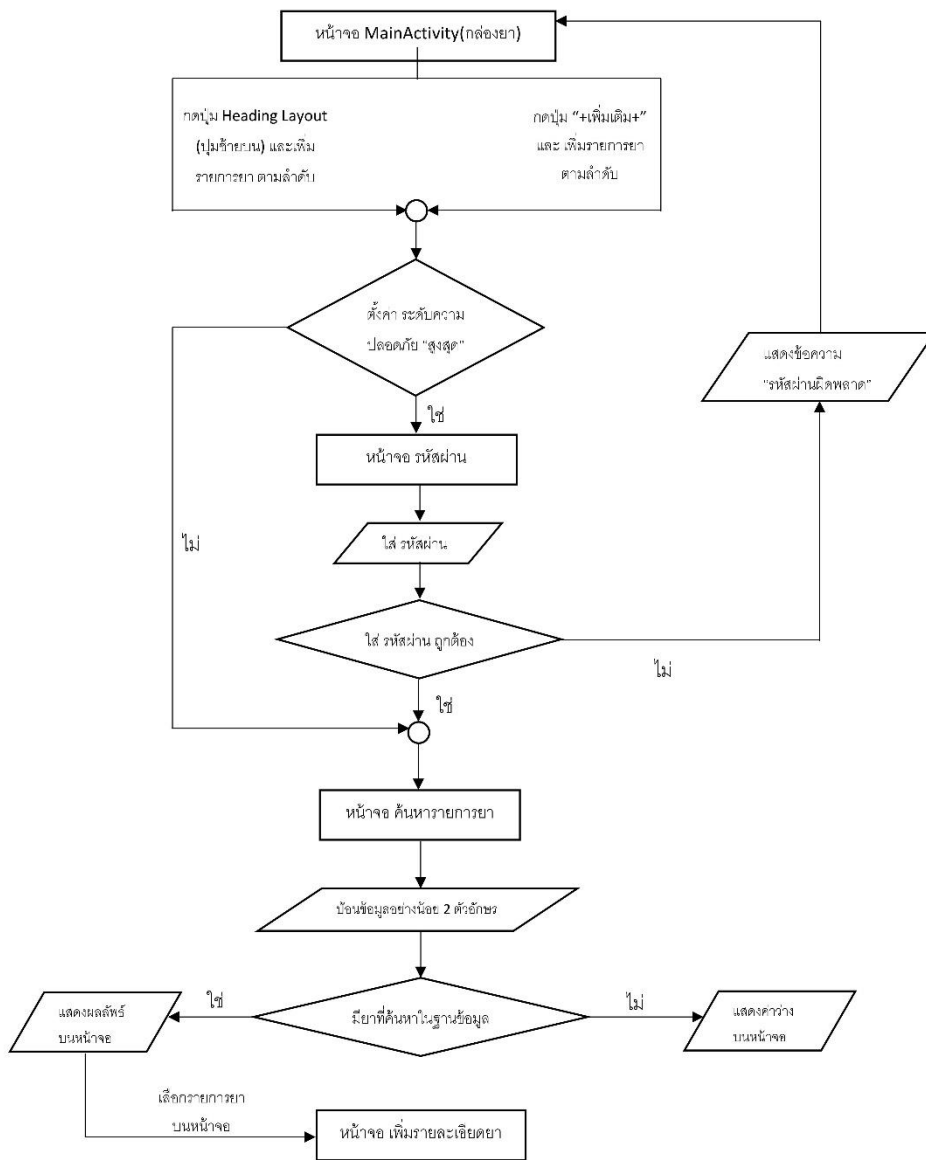 หน้าจอ MainActivity(กล่องยา)
กดปุ่ม Heading Layout
(ปุ่มซ้ายบน) และเพิ่ม
รายการยา ตามลำดับ
กดปุ่ม “+เพิ่มเติม+”
และ เพิ่มรายการยา
ตามลำดับ
ตั้งค่า ระดับความ
ปลอดภัย “สูงสุด”
แสดงข้อความ
“รหัสผ่านผิดพลาด”
ใช่
หน้าจอ รหัสผ่าน
ไม่
ใส่ รหัสผ่าน
ใส่ รหัสผ่าน ถูกต้อง
ไม่
ใช่
หน้าจอ ค้นหารายการยา
ป้อนข้อมูลอย่างน้อย 2 ตัวอักษร
ใช่
ไม่
แสดงผลลัพธ์
บนหน้าจอ
มียาที่ค้นหาในฐานข้อมูล
แสดงค่าว่าง
บนหน้าจอ
เลือกรายการยา
บนหน้าจอ
หน้าจอ เพิ่มรายละเอียดยา